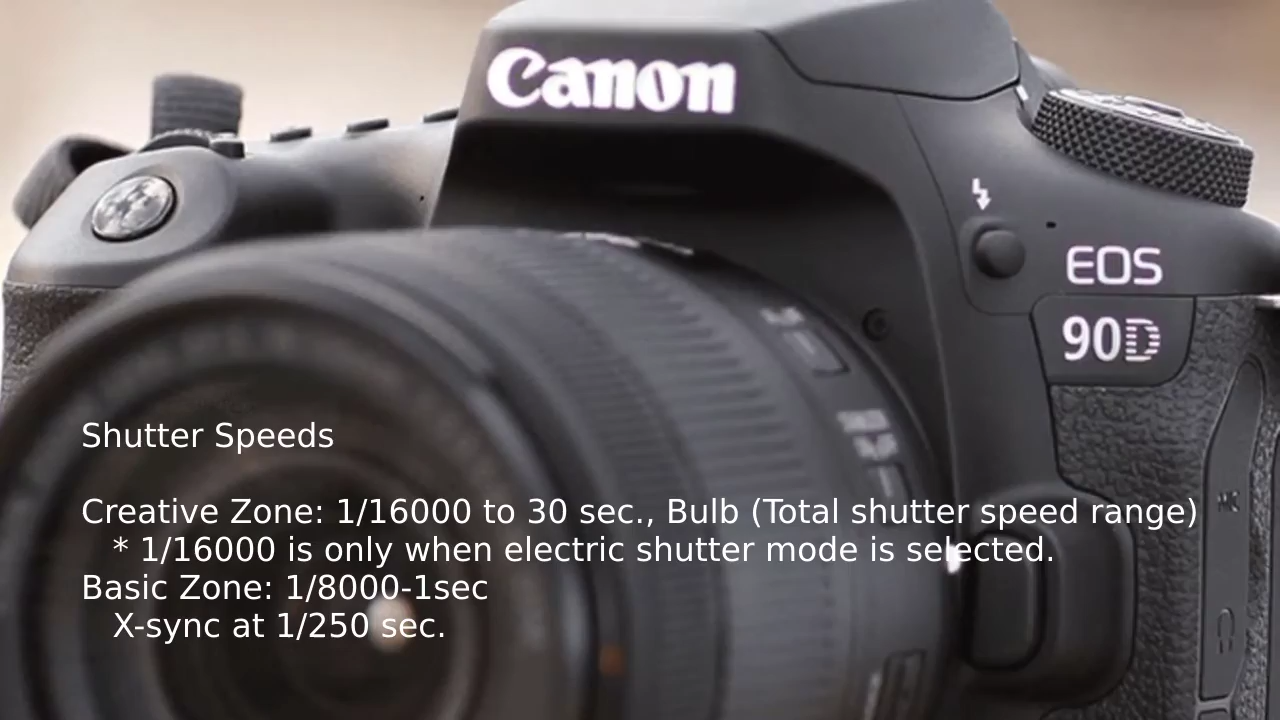 Canon
EOS
90D
Shutter Speeds
Creative Zone: 1/16000 to 30 sec., Bulb (Total shutter speed range)
* 1/16000 is only when electric shutter mode is selected.
Basic Zone: 1/8000-1sec
X-sync at 1/250 sec.
MIC